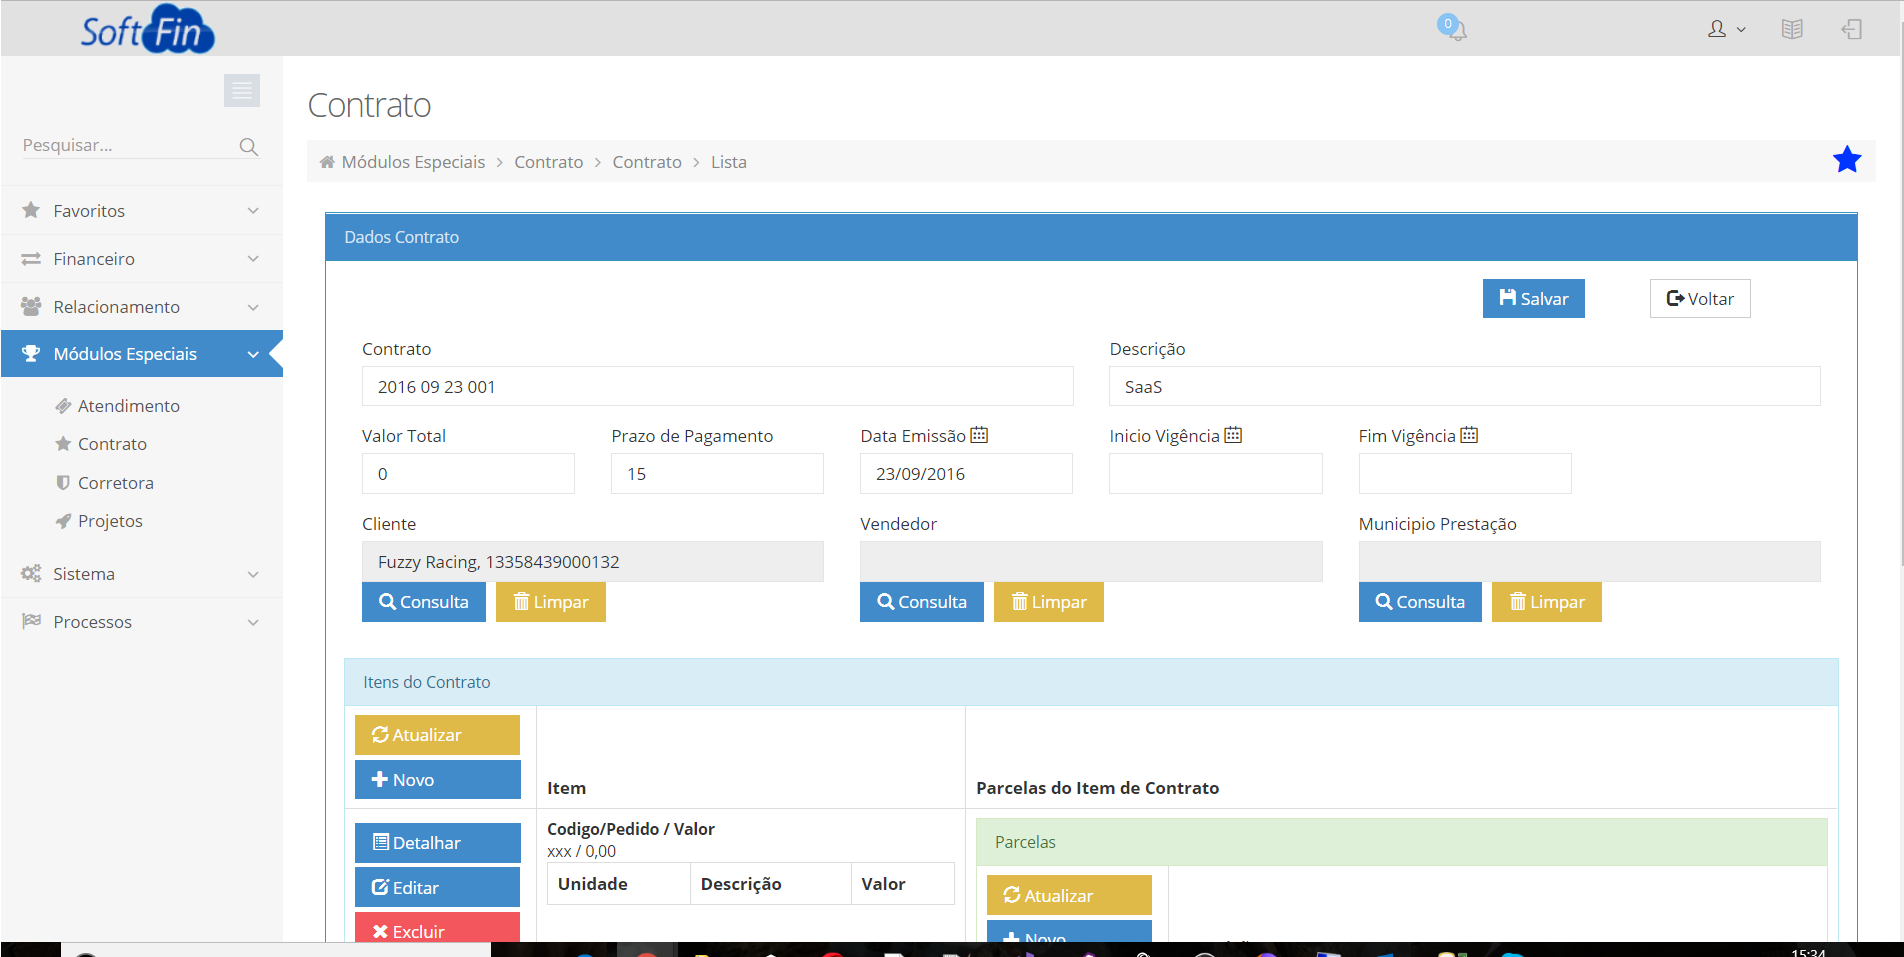 SoftFin
0
Pesquisar...
Favoritos
Financeiro
Relacionamento
Módulos Especiais
Atendimento
Contrato
Corretora
Projetos
Sistema
Processos
Contrato
Módulos Especiais > Contrato > Contrato > Lista
Dados Contrato
Salvar Voltar
Contrato Descrição
2016 09 23 001 SaaS
Valor Total Prazo de Pagamento Data Emissão Inicio Vigência Fim Vigência
0 15 23/09/2016
Cliente Vendedor Municipio Prestação
Fuzzy Racing, 13358439000132
Consulta Limpar Consulta Limpar Consulta Limpar
Itens do Contrato
Atualizar
Novo
Item Parcelas do Item de Contrato
Detalhar
Editar
Excluir
Codigo/Pedido / Valor
xxx / 0,00
Unidade Descrição Valor
Parcelas
Atualizar
Novo
15:34